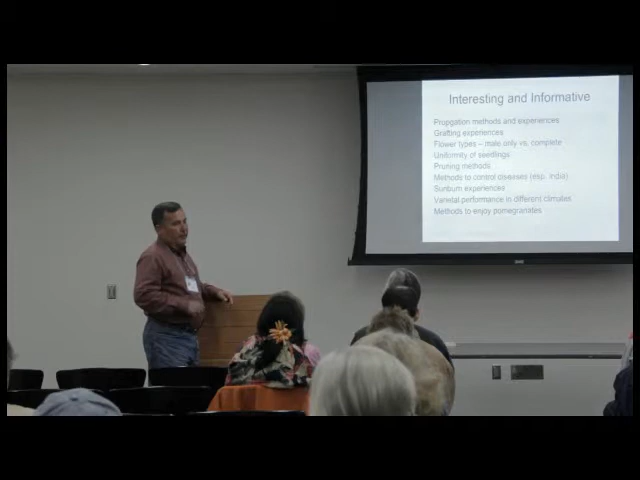 Interesting and Informative
Propgation methods and experiences
Grafting experiences
Flower types – male only vs. complete
Uniformity of seedlings
Pruning methods
Methods to control diseases (esp. India)
Sunburn experiences
Varietal performance in different climates
Methods to enjoy pomegranates